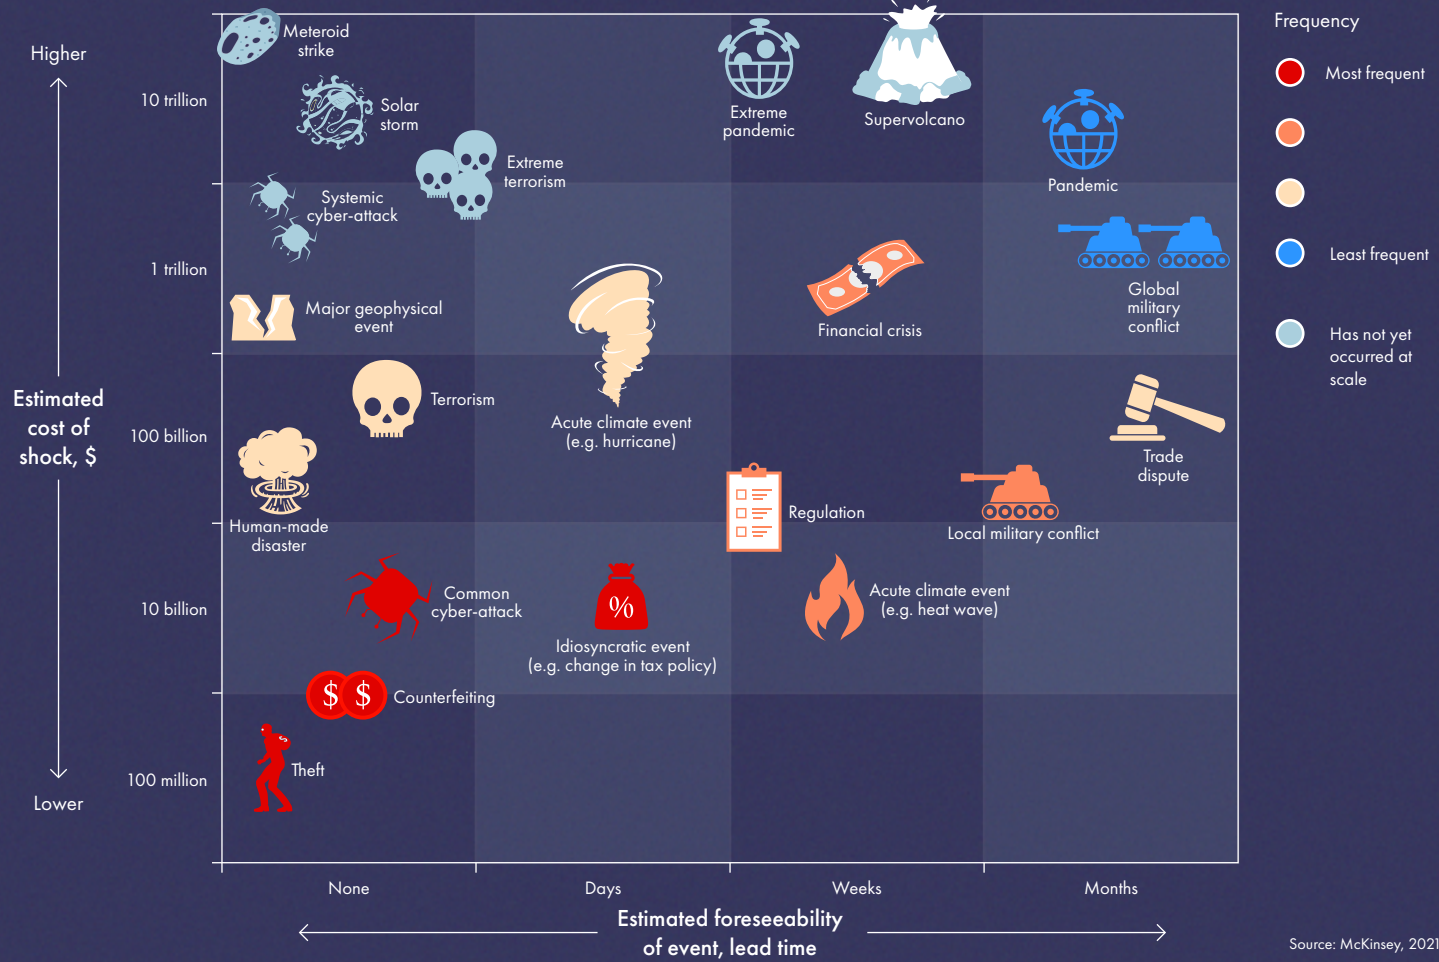 Higher
10 trillion
1 trillion
Estimated
cost of
shock, $
100 billion
10 billion
100 million
Lower
Meteroid
strike
Solar
storm
Extreme
terrorism
Systemic
cyber-attack
Major geophysical
event
Terrorism
Human-made
disaster
Common
cyber-attack
$ $
Counterfeiting
$
Theft
Acute climate event
(e.g. hurricane)
%
Idiosyncratic event
(e.g. change in tax policy)
Extreme
pandemic
Supervolcano
Financial crisis
Regulation
Acute climate event
(e.g. heat wave)
Pandemic
Global
military
conflict
Trade
dispute
Local military conflict
None
Days
Weeks
Months
Estimated foreseeability
of event, lead time
Frequency
Most frequent
Least frequent
Has not yet
occurred at
scale
Source: McKinsey, 2021